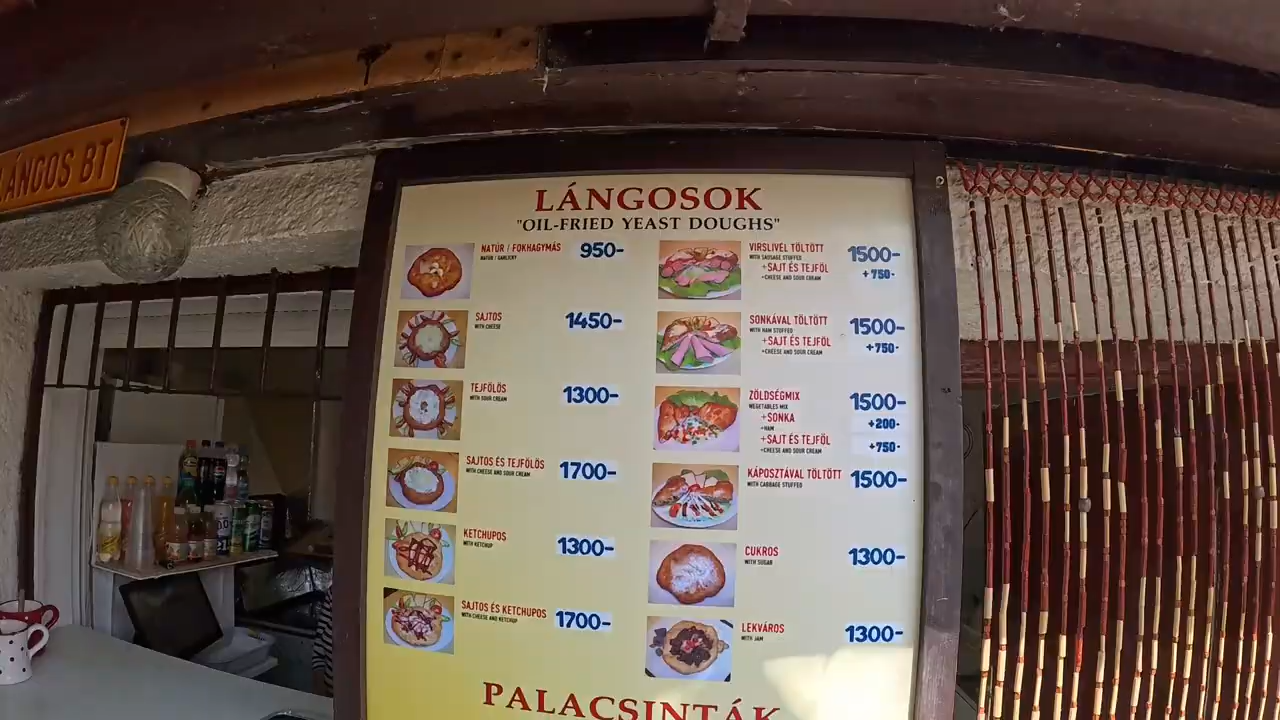 LÁNGOS BT
LÁNGOSOK
"OIL-FRIED YEAST DOUGHS"
NATÚR / FOKHAGYMÁS 950-
NATUR / GARLICKY
SAJTOS 1450-
WITH CHEESE
TEJFÖLÖS 1300-
WITH SOUR CREAM
SAJTOS ÉS TEJFÖLÖS 1700-
WITH CHEESE AND SOUR CREAM
KETCHUPOS 1300-
WITH KETCHUP
SAJTOS ÉS KETCHUPOS 1700-
WITH CHEESE AND KETCHUP
VIRSLIVEL TÖLTÖTT 1500-
WITH SAUSAGE STUFFED
+SAJT ÉS TEJFÖL +750-
+CHEESE AND SOUR CREAM
SONKÁVAL TÖLTÖTT 1500-
WITH HAM STUFFED
+SAJT ÉS TEJFÖL +750-
+CHEESE AND SOUR CREAM
ZÖLDSÉGMIX 1500-
WEGETABLES MIX
+SONKA +200-
+HAM
+SAJT ÉS TEJFÖL +750-
+CHEESE AND SOUR CREAM
KÁPOSZTÁVAL TÖLTÖTT 1500-
WITH CABBAGE STUFFED
CUKROS 1300-
WITH SUGAR
LEKVÁROS 1300-
WITH JAM
PALACSINTÁK